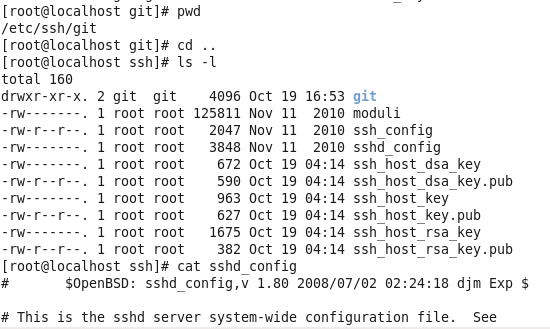 [root@localhost git]# pwd
/etc/ssh/git
[root@localhost git]# cd ..
[root@localhost ssh]# ls -l
total 160
drwxr-xr-x. 2 git  git    4096 Oct 19 16:53 git
-rw-------. 1 root root 125811 Nov 11  2010 moduli
-rw-r--r--. 1 root root   2047 Nov 11  2010 ssh_config
-rw-------. 1 root root   3848 Nov 11  2010 sshd_config
-rw-------. 1 root root    672 Oct 19 04:14 ssh_host_dsa_key
-rw-r--r--. 1 root root    590 Oct 19 04:14 ssh_host_dsa_key.pub
-rw-------. 1 root root    963 Oct 19 04:14 ssh_host_key
-rw-r--r--. 1 root root    627 Oct 19 04:14 ssh_host_key.pub
-rw-------. 1 root root   1675 Oct 19 04:14 ssh_host_rsa_key
-rw-r--r--. 1 root root    382 Oct 19 04:14 ssh_host_rsa_key.pub
[root@localhost ssh]# cat sshd_config
#       $OpenBSD: sshd_config,v 1.80 2008/07/02 02:24:18 djm Exp $
# This is the sshd server system-wide configuration file.  See